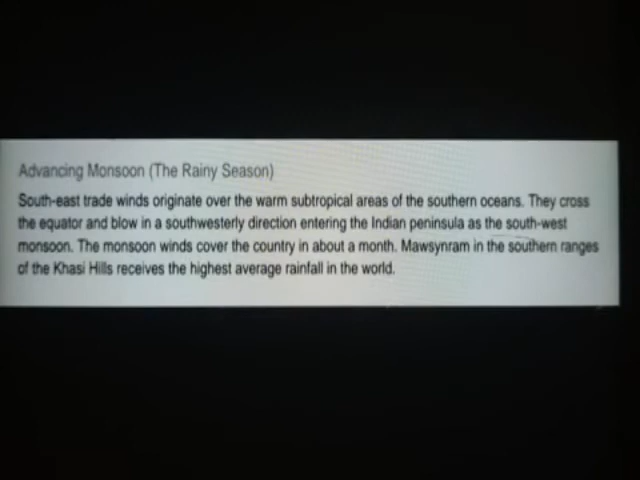 Advancing Monsoon (The Rainy Season)
South-east trade winds originate over the warm subtropical areas of the southern oceans. They cross
the equator and blow in a southwesterly direction entering the Indian peninsula as the south-west
monsoon. The monsoon winds cover the country in about a month. Mawsynram in the southern ranges
of the Khasi Hills receives the highest average rainfall in the world.